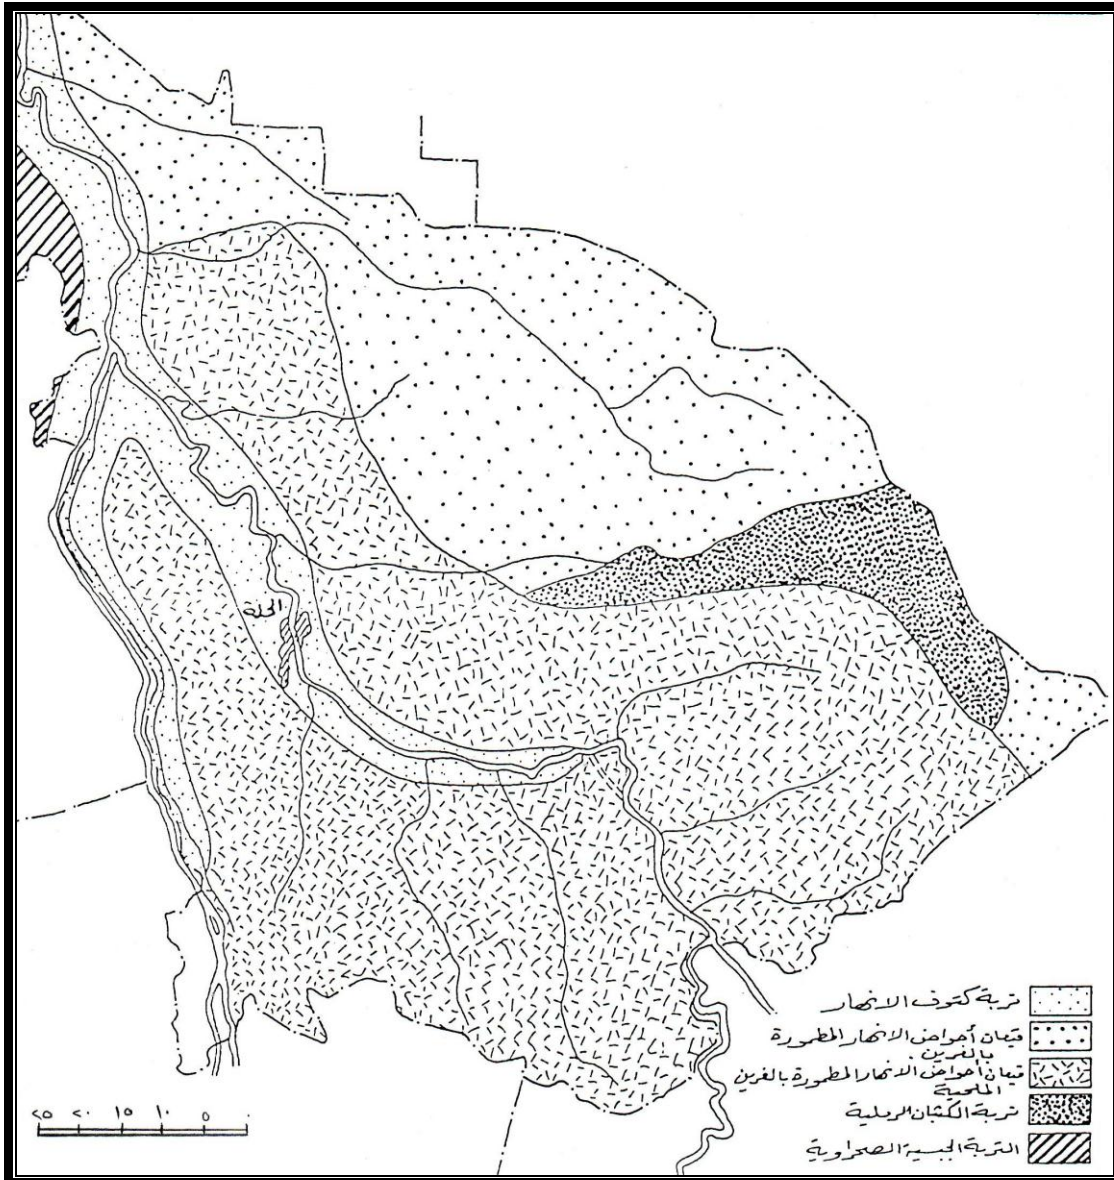 الحلة
تربة كتوف الانهار
قيعان أحواض الانهار المطمورة
بالغرين
قيعان أحواض الانهار المطمورة بالغرين
الملحية
تربة الكثبان الرملية
التربة الجبسية الصحراوية
٢٥ ٢٠ ١٥ ١٠ ٥ ٠